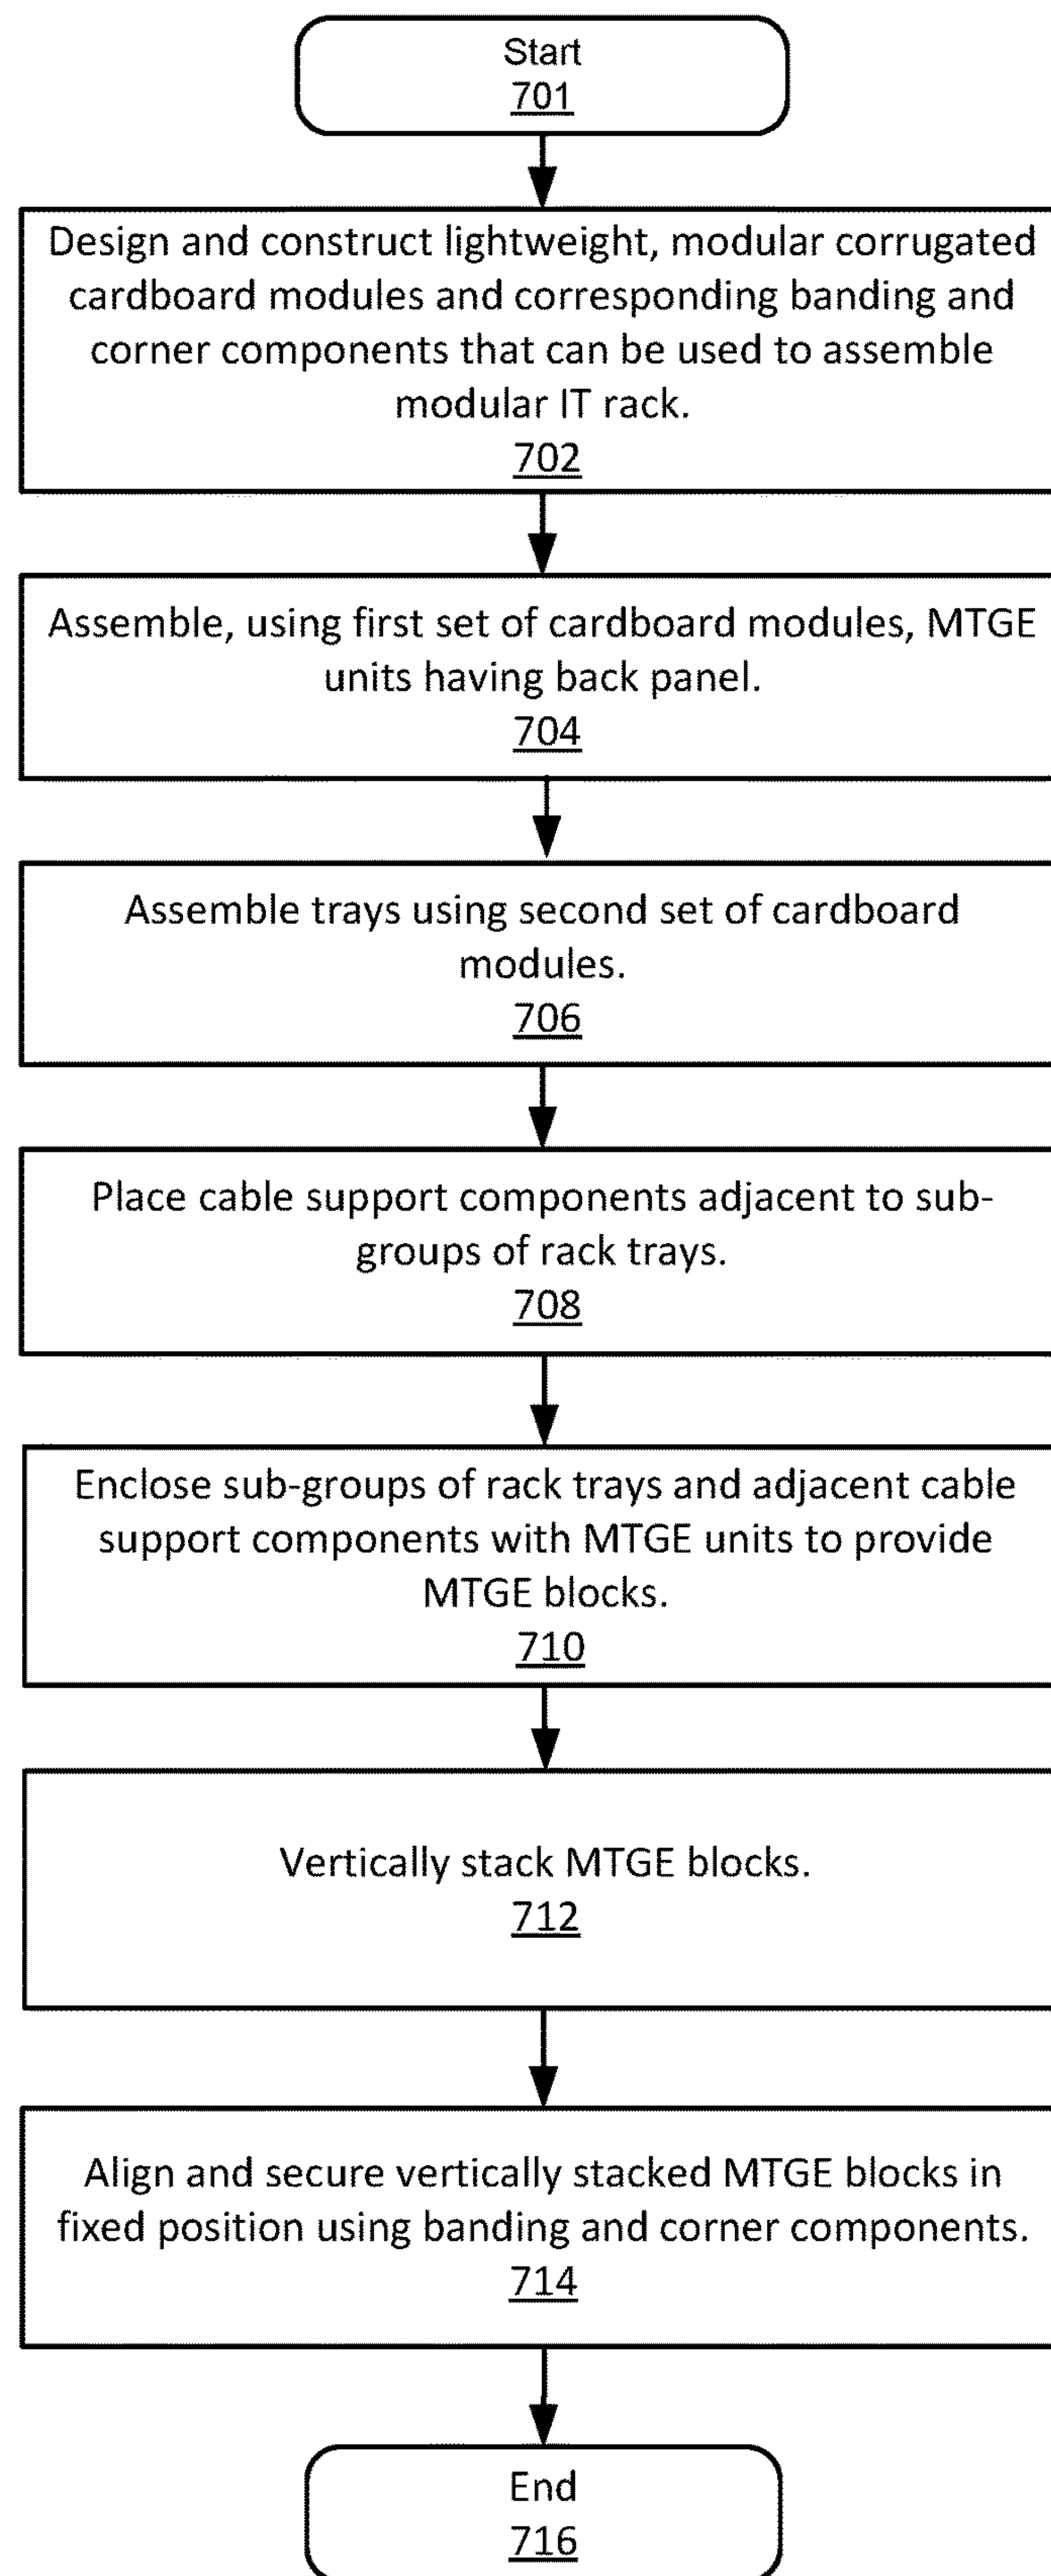 Start
701
Design and construct lightweight, modular corrugated
cardboard modules and corresponding banding and
corner components that can be used to assemble
modular IT rack.
702
Assemble, using first set of cardboard modules, MTGE
units having back panel.
704
Assemble trays using second set of cardboard
modules.
706
Place cable support components adjacent to sub-
groups of rack trays.
708
Enclose sub-groups of rack trays and adjacent cable
support components with MTGE units to provide
MTGE blocks.
710
Vertically stack MTGE blocks.
712
Align and secure vertically stacked MTGE blocks in
fixed position using banding and corner components.
714
End
716